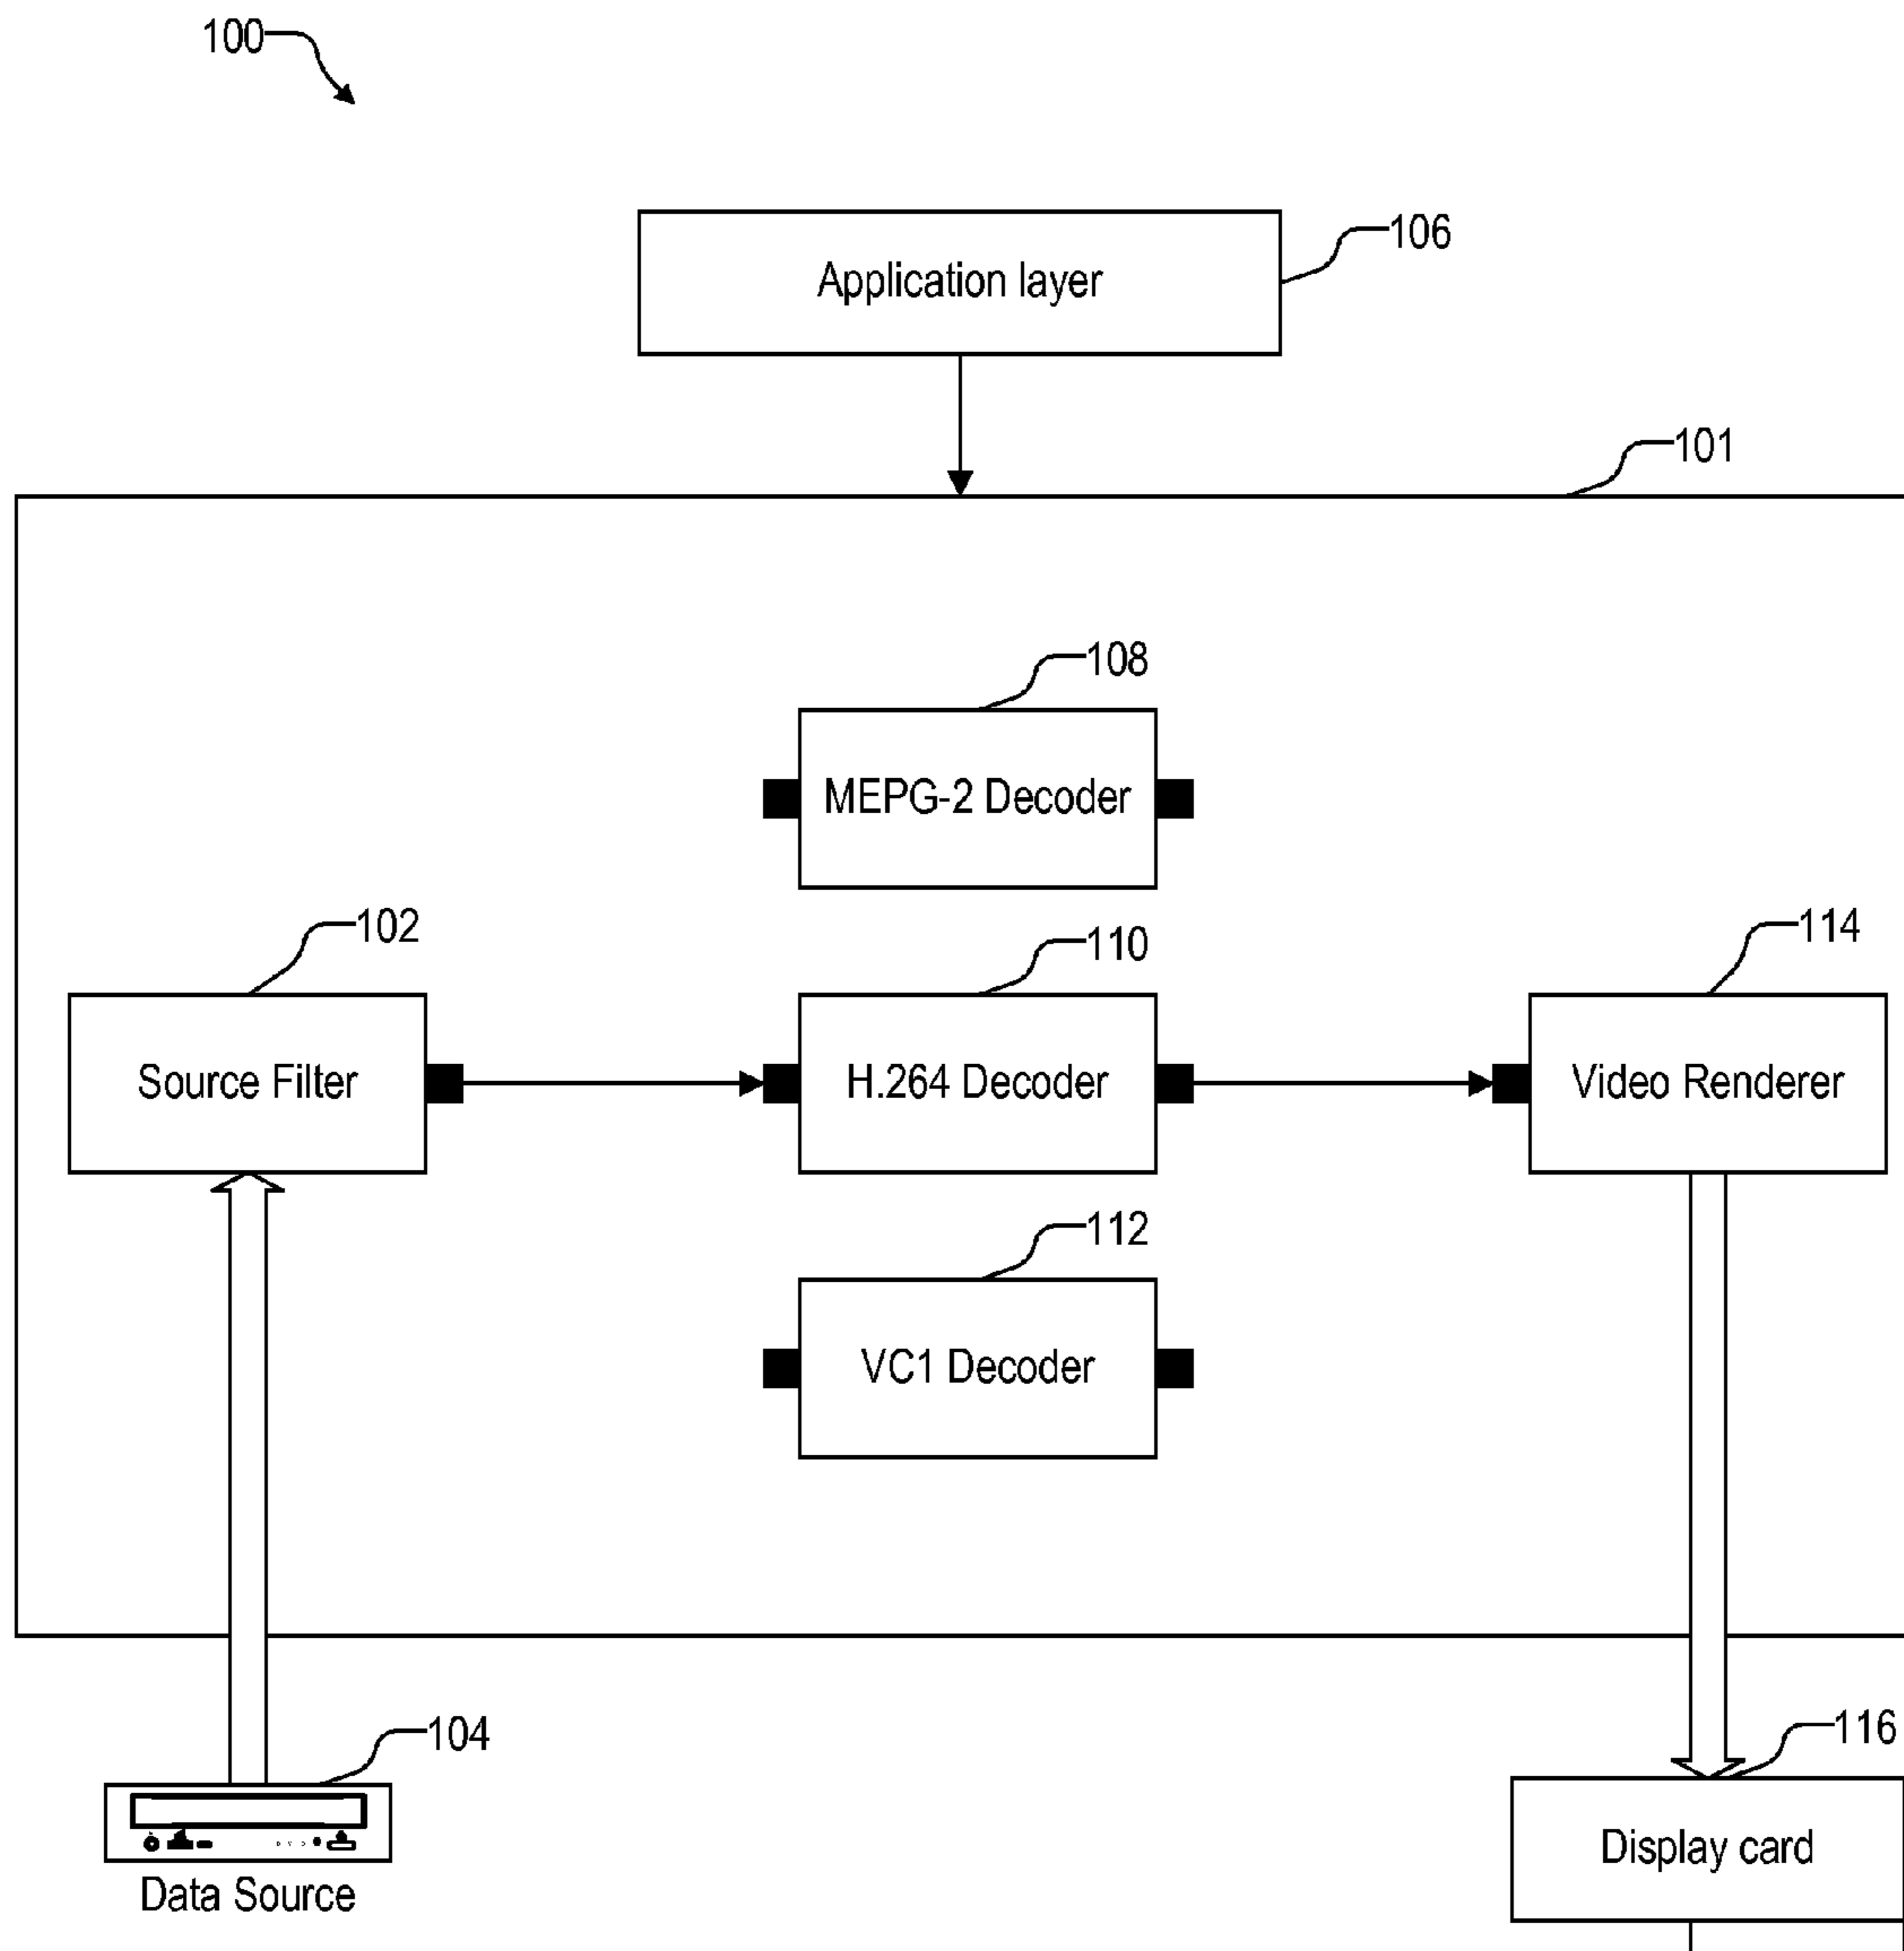 100
106
Application layer
101
108
MEPG-2 Decoder
102
110
114
Source Filter
H.264 Decoder
Video Renderer
112
VC1 Decoder
104
116
Display card
Data Source